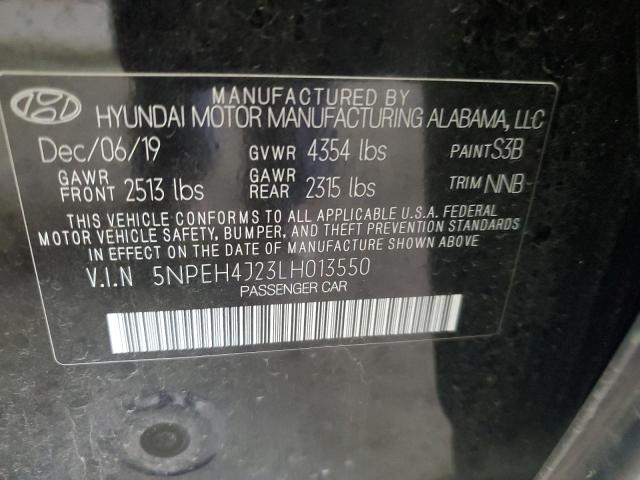 MANUFACTURED BY
HYUNDAI MOTOR MANUFACTURING ALABAMA, LLC
Dec/06/19 GVWR 4354 lbs PAINT S3B
GAWR FRONT 2513 lbs GAWR REAR 2315 lbs TRIM NNB
THIS VEHICLE CONFORMS TO ALL APPLICABLE U.S.A. FEDERAL
MOTOR VEHICLE SAFETY, BUMPER, AND THEFT PREVENTION STANDARDS
IN EFFECT ON THE DATE OF MANUFACTURE SHOWN ABOVE.
V.I.N 5NPEH4J23LH013550
PASSENGER CAR